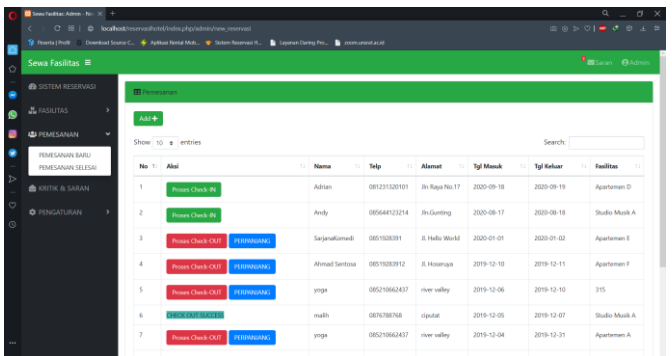 Sewa Fasilitas: Admin - New
localhost/reservasihotel/index.php/admin/new_reservasi
Peserta | Profil
Download Source C...
Aplikasi Rental Mob...
Sistem Reservasi H...
Layanan Daring Pen...
zoom.unsrat.ac.id
Sewa Fasilitas
Saran
Admin
SISTEM RESERVASI
FASILITAS
PEMESANAN
PEMESANAN BARU
PEMESANAN SELESAI
KRITIK & SARAN
PENGATURAN
Pemesanan
Add +
Show 10 entries
Search:
No Aksi Nama Telp Alamat Tgl Masuk Tgl Keluar Fasilitas
1 Proses Check-IN Adrian 081231320101 Jln Raya No.17 2020-09-18 2020-09-19 Apartemen D
2 Proses Check-IN Andy 085644123214 Jln.Gunting 2020-08-17 2020-08-18 Studio Musik A
3 Proses Check-OUT PERPANJANG SarjanaKomedi 0851928391 Jl. Hello World 2020-01-01 2020-01-02 Apartemen E
4 Proses Check-OUT PERPANJANG Ahmad Sentosa 08519283912 Jl. Hoseruya 2019-12-10 2019-12-11 Apartemen F
5 Proses Check-OUT PERPANJANG yoga 085210662437 river valley 2019-12-06 2019-12-10 315
6 CHECK OUT SUCCESS malih 0876788768 ciputat 2019-12-05 2019-12-07 Studio Musik A
7 Proses Check-OUT PERPANJANG yoga 085210662437 river valley 2019-12-04 2019-12-31 Apartemen A